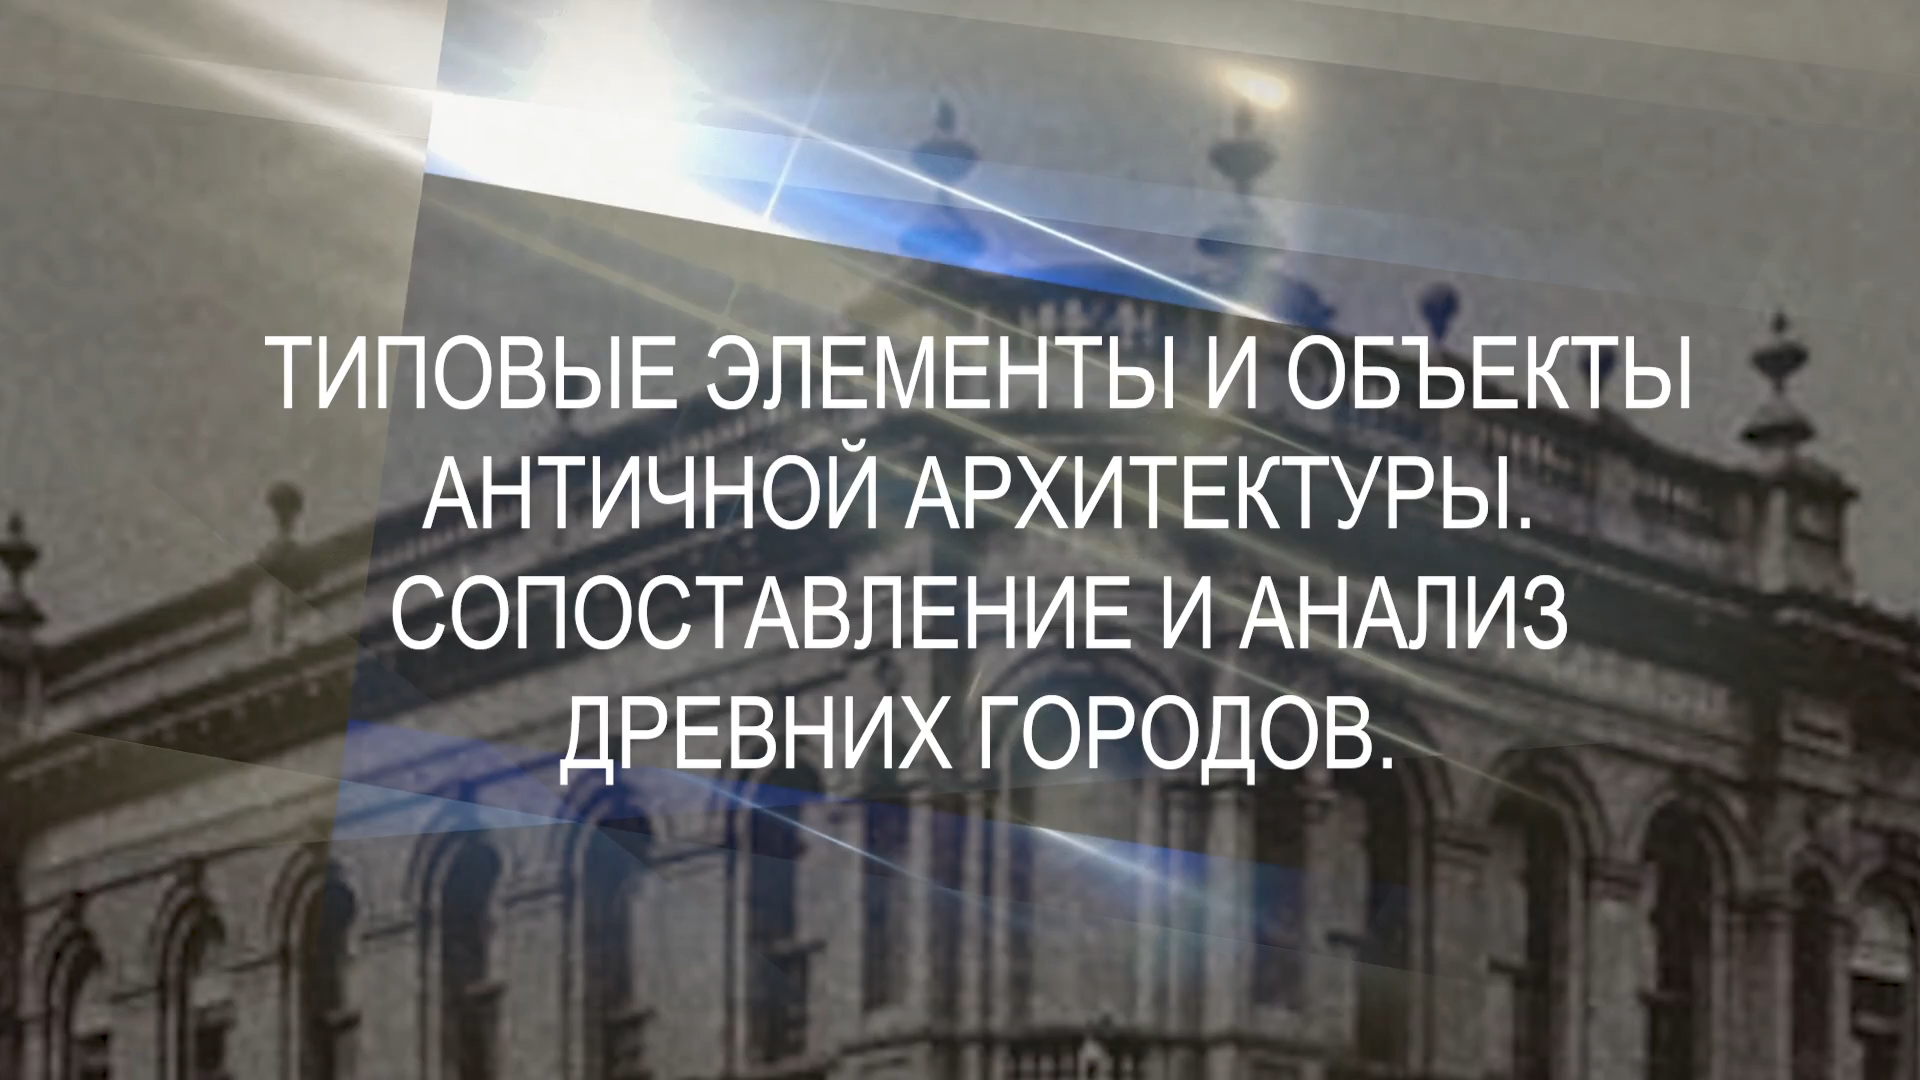 ТИПОВЫЕ ЭЛЕМЕНТЫ И ОБЪЕКТЫ
АНТИЧНОЙ АРХИТЕКТУРЫ.
СОПОСТАВЛЕНИЕ И АНАЛИЗ
ДРЕВНИХ ГОРОДОВ.